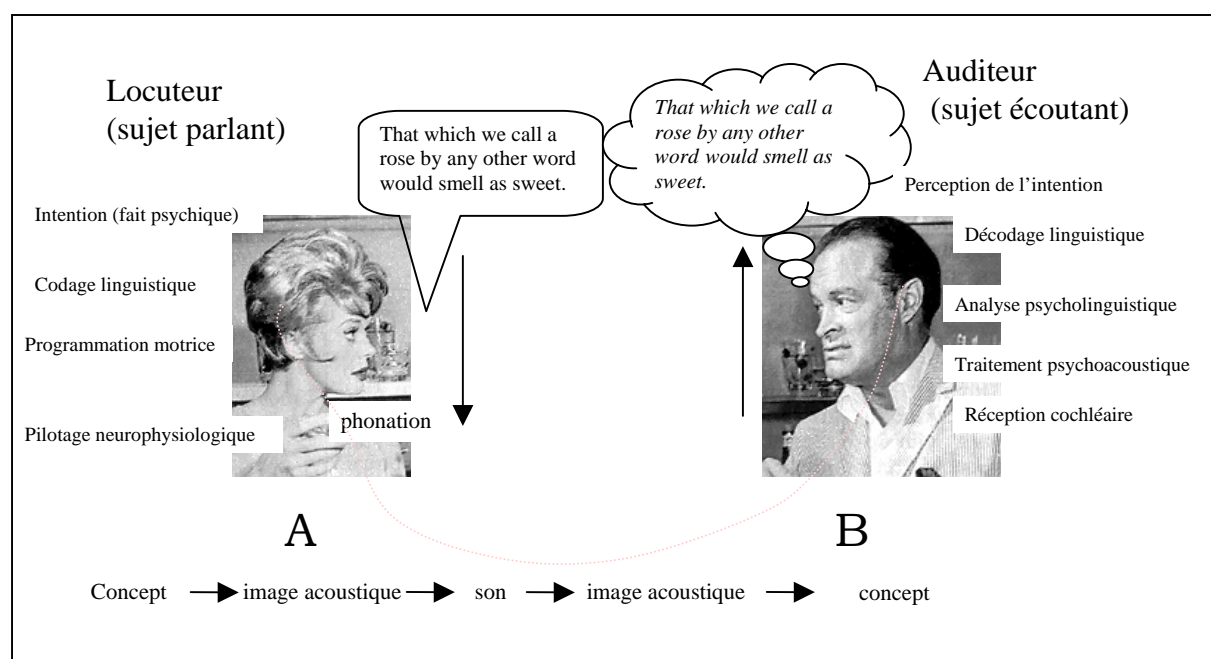 Locuteur
(sujet parlant)
That which we call a
rose by any other word
would smell as sweet.
That which we call a
rose by any other
word would smell as
sweet.
Auditeur
(sujet écoutant)
Intention (fait psychique)
Codage linguistique
Programmation motrice
Pilotage neurophysiologique
phonation
Perception de l’intention
Décodage linguistique
Analyse psycholinguistique
Traitement psychoacoustique
Réception cochléaire
A
B
Concept image acoustique son image acoustique concept